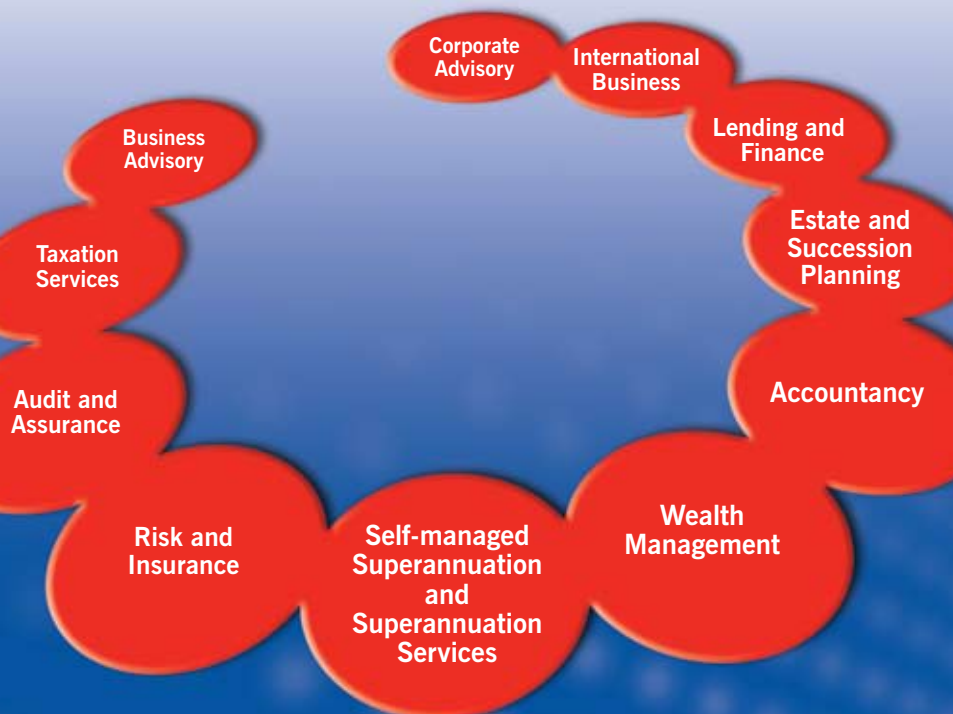 Corporate
Advisory
International
Business
Lending and
Finance
Estate and
Succession
Planning
Accountancy
Wealth
Management
Self-managed
Superannuation
and
Superannuation
Services
Risk and
Insurance
Audit and
Assurance
Taxation
Services
Business
Advisory